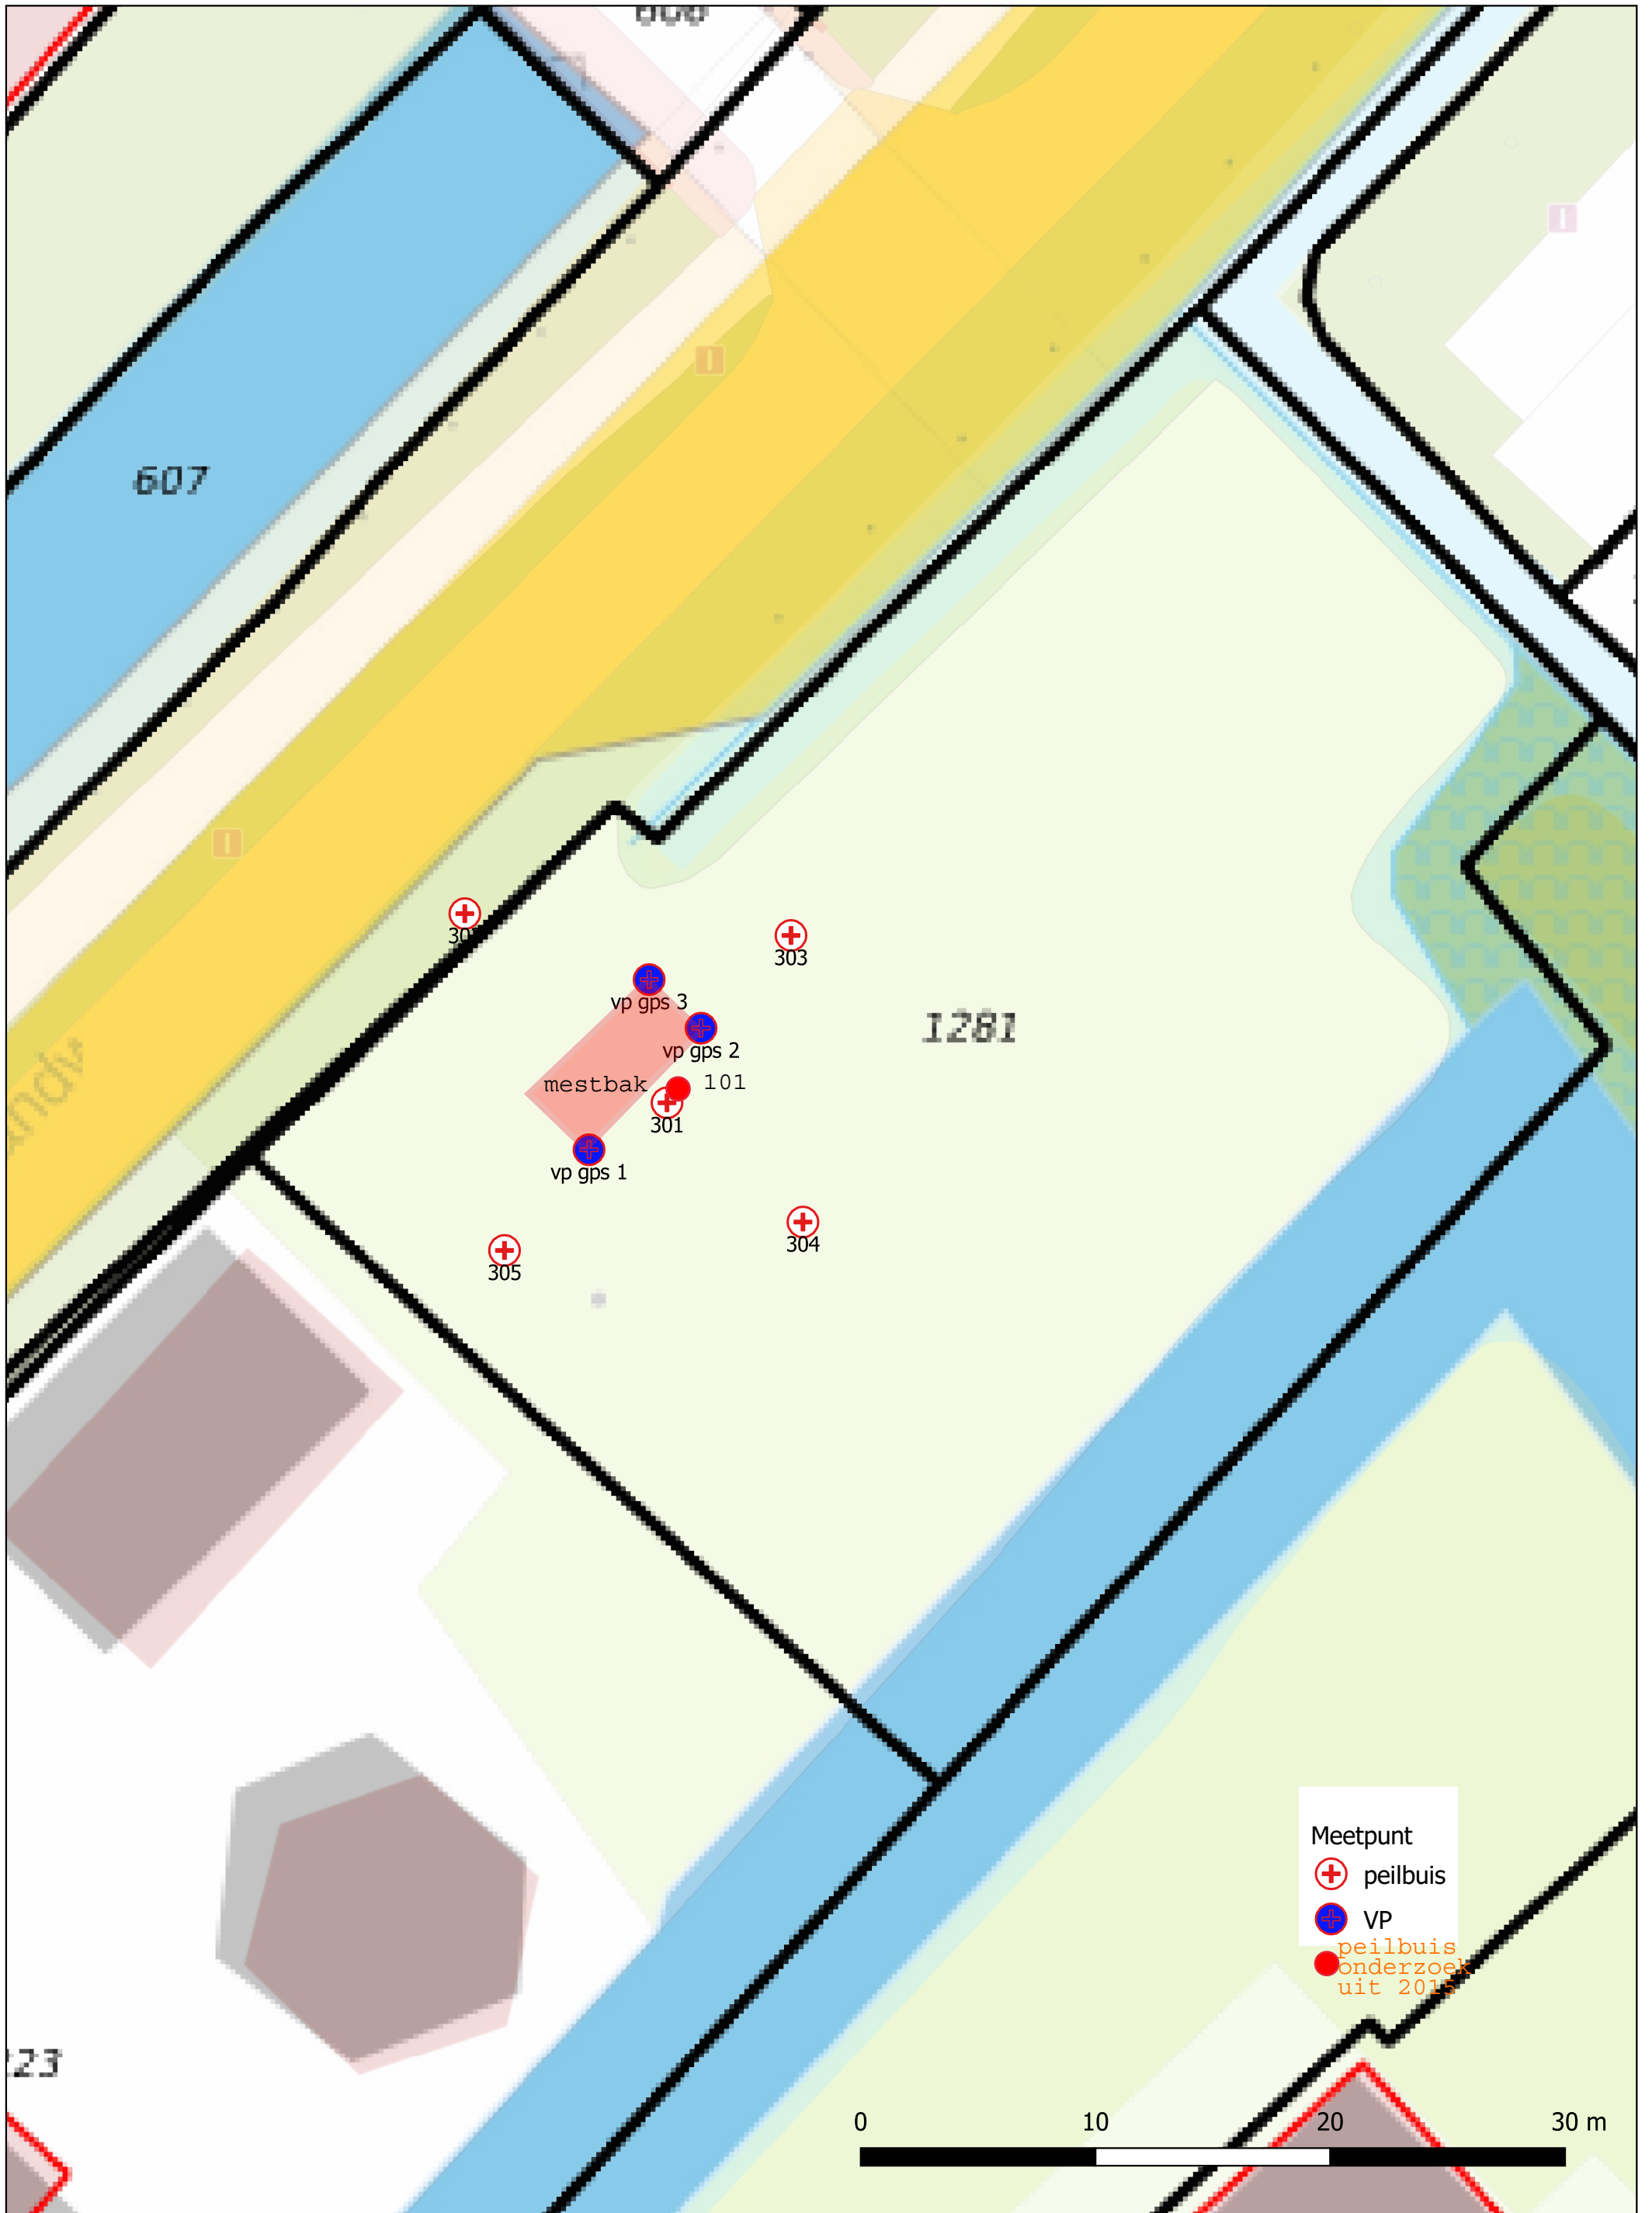 607
303
vp gps 3
1281
vp gps 2
mestbak
101
301
vp gps 1
304
305
Meetpunt
peilbuis
VP
peilbuis
onderzoek
uit 2015
0 10 20 30 m